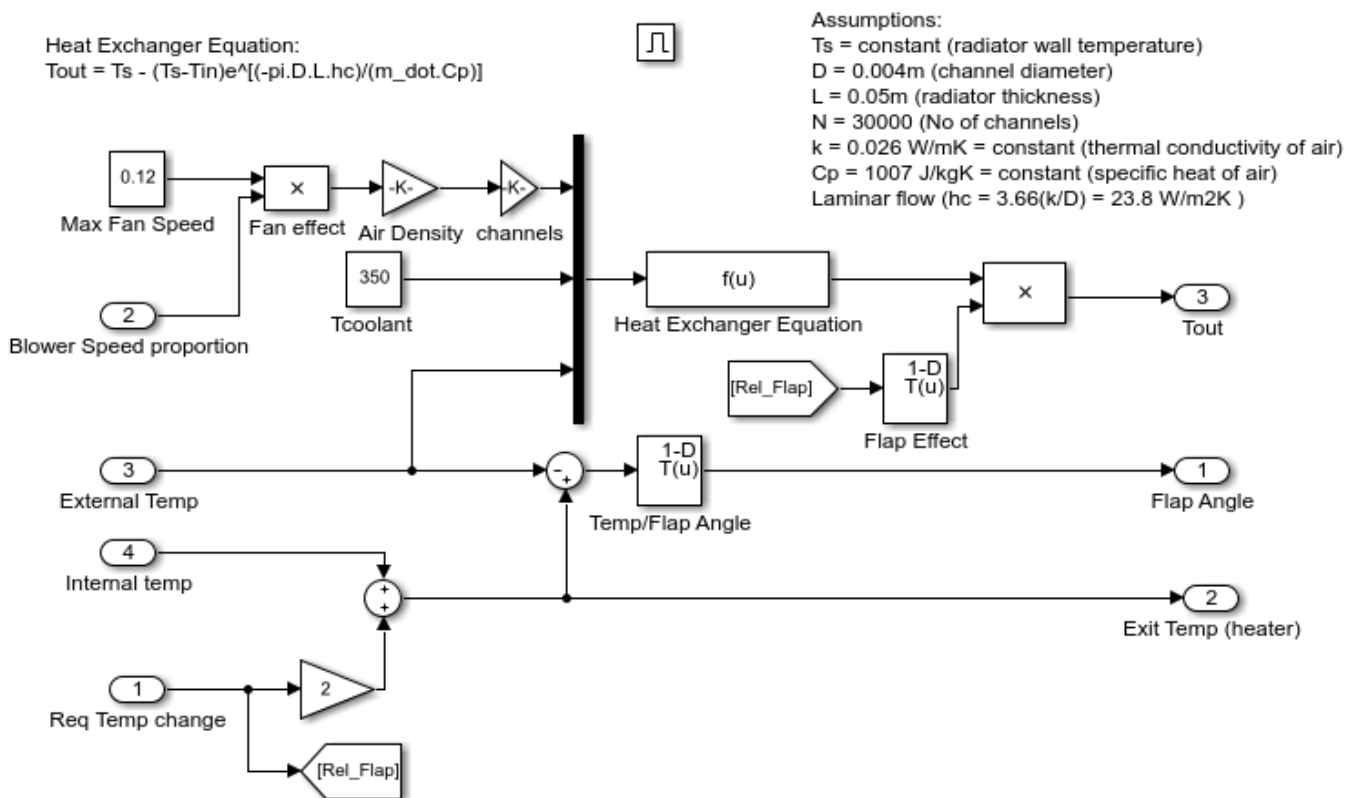 Heat Exchanger Equation:
Tout = Ts - (Ts-Tin)e^[(-pi.D.L.hc)/(m_dot.Cp)]
Assumptions:
Ts = constant (radiator wall temperature)
D = 0.004m (channel diameter)
L = 0.05m (radiator thickness)
N = 30000 (No of channels)
k = 0.026 W/mK = constant (thermal conductivity of air)
Cp = 1007 J/kgK = constant (specific heat of air)
Laminar flow (hc = 3.66(k/D) = 23.8 W/m2K )
0.12
Max Fan Speed
×
Fan effect
-K-
Air Density
-K-
channels
2
Blower Speed proportion
350
Tcoolant
f(u)
Heat Exchanger Equation
×
3
Tout
[Rel_Flap]
1-D
T(u)
Flap Effect
3
External Temp
-
+
1-D
T(u)
Temp/Flap Angle
1
Flap Angle
4
Internal temp
+
+
2
Exit Temp (heater)
1
Req Temp change
2
[Rel_Flap]